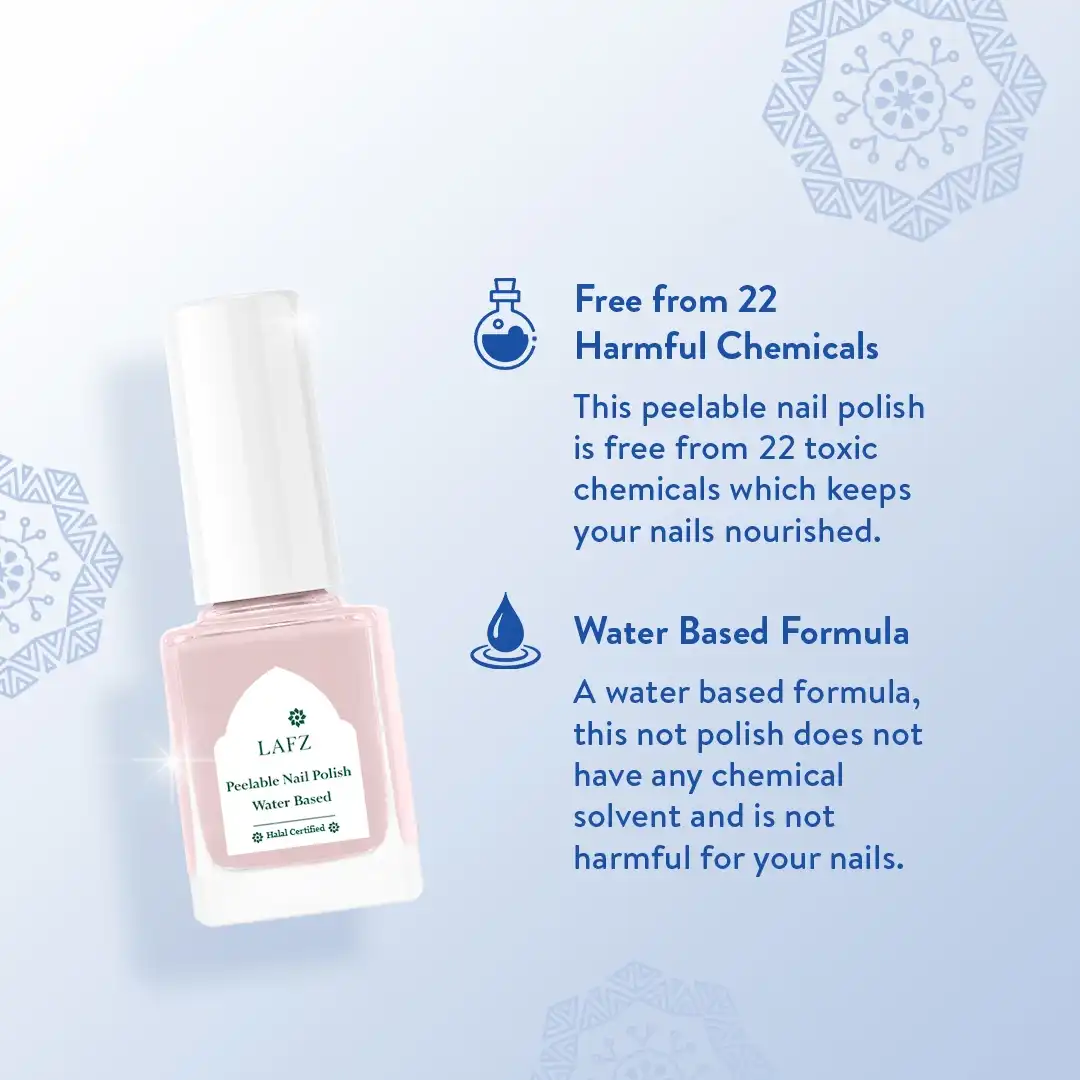 Free from 22
Harmful Chemicals
This peelable nail polish
is free from 22 toxic
chemicals which keeps
your nails nourished.
Water Based Formula
A water based formula,
this not polish does not
have any chemical
solvent and is not
harmful for your nails.
LAFZ
Peelable Nail Polish
Water Based
Halal Certified